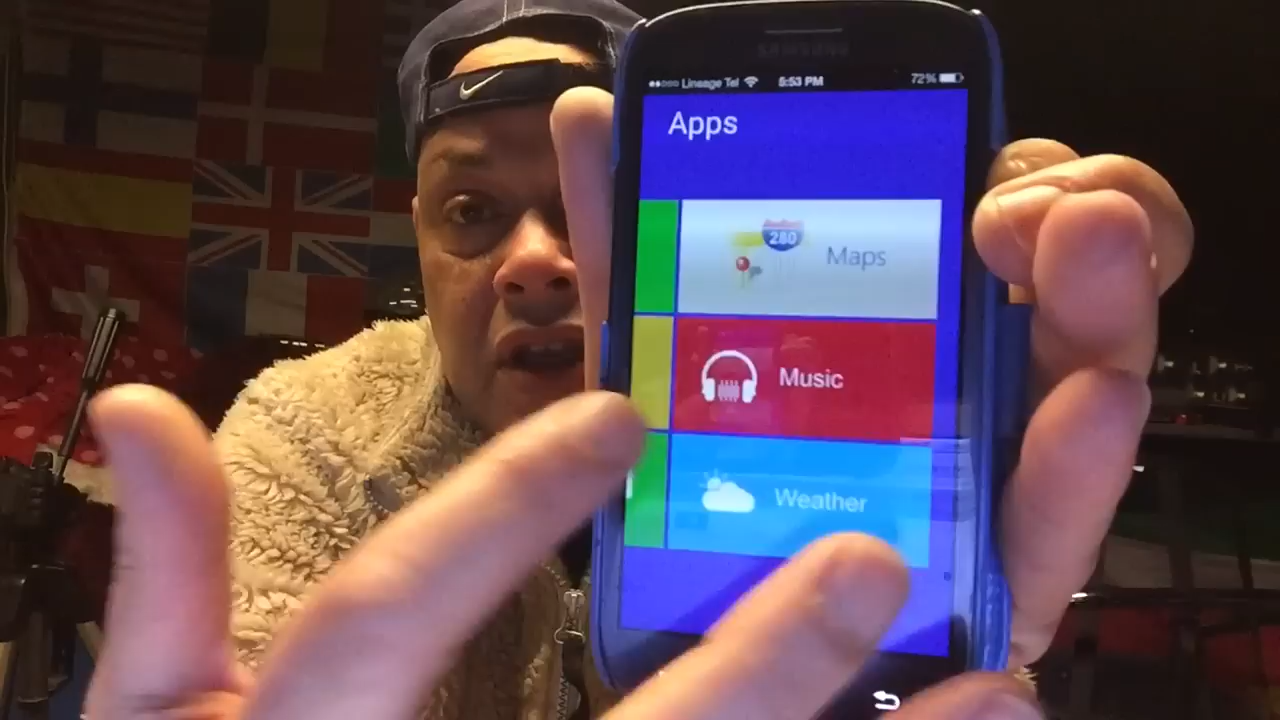 SAMSUNG
Lineage Tel 5:53 PM 72%
Apps
280
Maps
Music
Weather